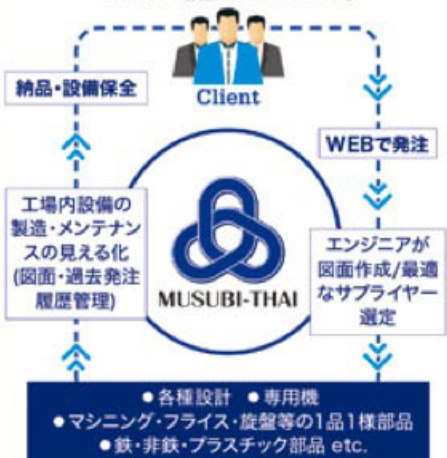 Client
納品・設備保全
WEBで発注
工場内設備の
製造・メンテナン
スの見える化
(図面・過去発注
履歴管理)
MUSUBI-THAI
エンジニアが
図面作成/最適
なサプライヤー
選定
●各種設計 ●専用機
●マシニング・フライス・旋盤等の1品1様部品
●鉄・非鉄・プラスチック部品 etc.